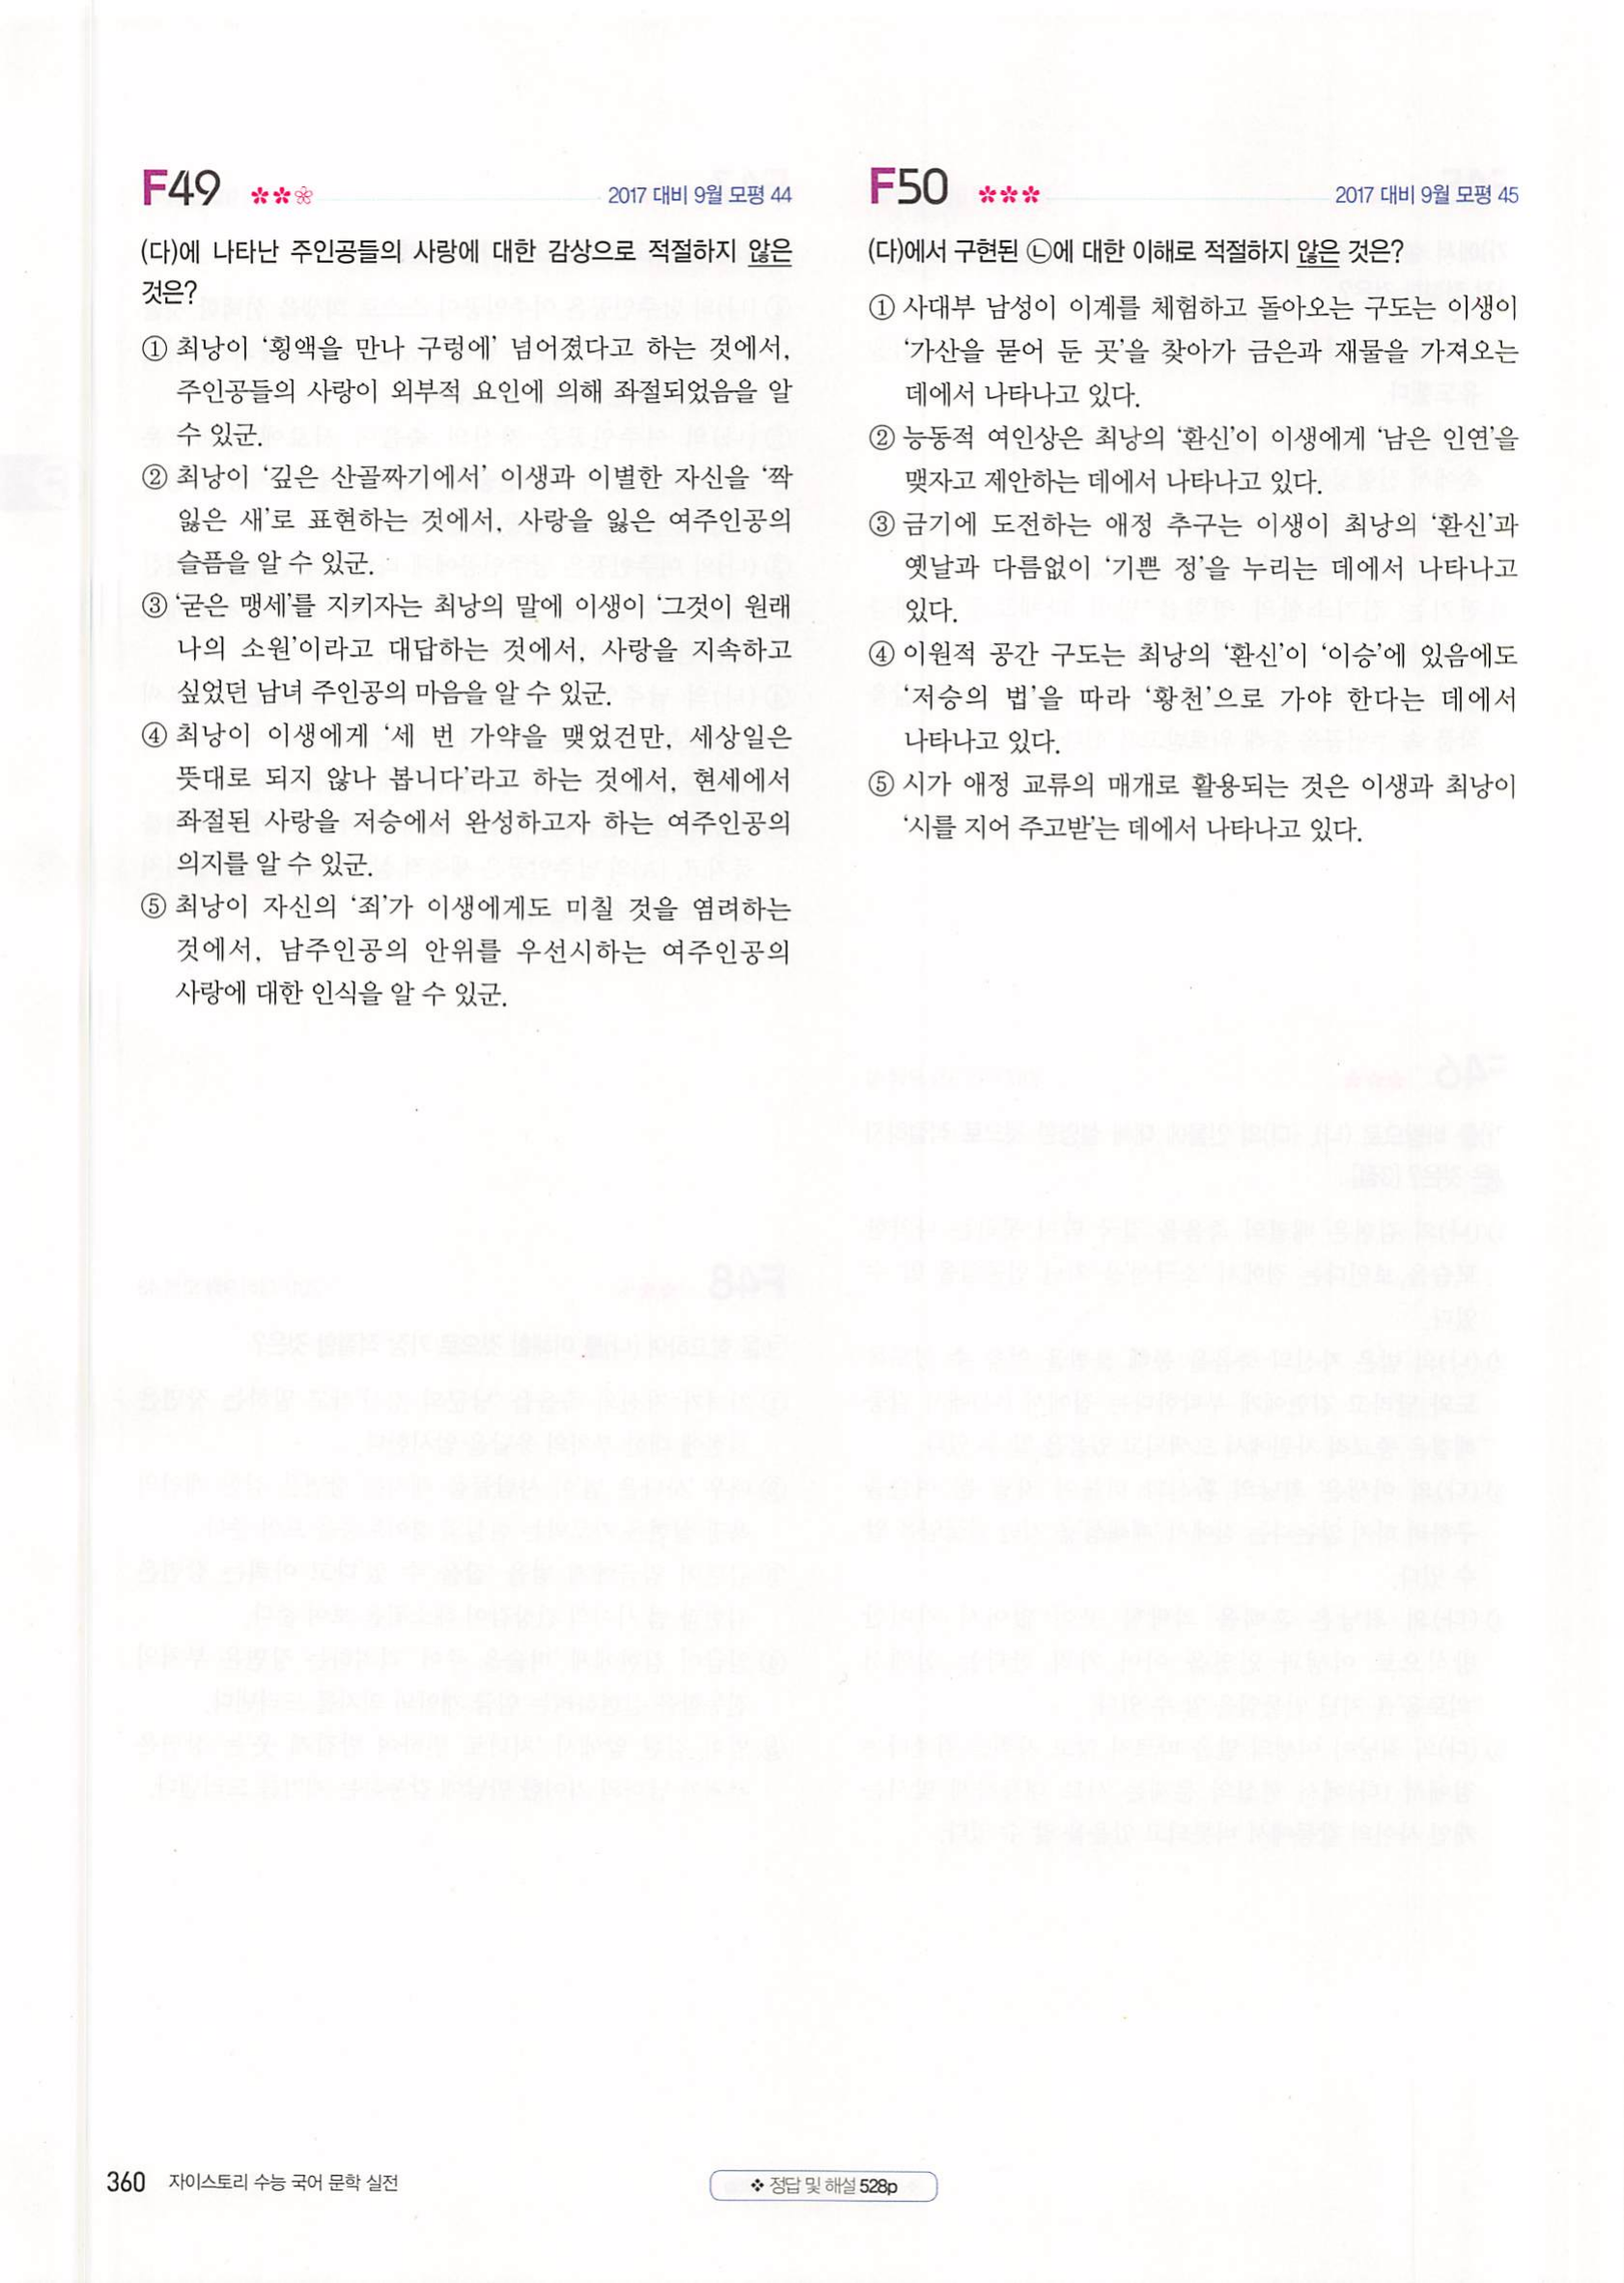 F49
2017 대비 9월 모평 44
(다)에 나타난 주인공들의 사랑에 대한 감상으로 적절하지 않은
것은?
① 최낭이 ‘횡액을 만나 구렁에’ 넘어졌다고 하는 것에서,
주인공들의 사랑이 외부적 요인에 의해 좌절되었음을 알
수 있군.
② 최낭이 ‘깊은 산골짜기에서’ 이생과 이별한 자신을 ‘짝
잃은 새’로 표현하는 것에서, 사랑을 잃은 여주인공의
슬픔을 알 수 있군.
③ ‘굳은 맹세’를 지키자는 최낭의 말에 이생이 ‘그것이 원래
나의 소원’이라고 대답하는 것에서, 사랑을 지속하고
싶었던 남녀 주인공의 마음을 알 수 있군.
④ 최낭이 이생에게 ‘세 번 가약을 맺었건만, 세상일은
뜻대로 되지 않나 봅니다’라고 하는 것에서, 현세에서
좌절된 사랑을 저승에서 완성하고자 하는 여주인공의
의지를 알 수 있군.
⑤ 최낭이 자신의 ‘죄’가 이생에게도 미칠 것을 염려하는
것에서, 남주인공의 안위를 우선시하는 여주인공의
사랑에 대한 인식을 알 수 있군.
F50
2017 대비 9월 모평 45
(다)에서 구현된 ㉡에 대한 이해로 적절하지 않은 것은?
① 사대부 남성이 이계를 체험하고 돌아오는 구도는 이생이
‘가산을 묻어 둔 곳’을 찾아가 금은과 재물을 가져오는
데에서 나타나고 있다.
② 능동적 여인상은 최낭의 ‘환신’이 이생에게 ‘남은 인연’을
맺자고 제안하는 데에서 나타나고 있다.
③ 금기에 도전하는 애정 추구는 이생이 최낭의 ‘환신’과
옛날과 다름없이 ‘기쁜 정’을 누리는 데에서 나타나고
있다.
④ 이원적 공간 구도는 최낭의 ‘환신’이 ‘이승’에 있음에도
‘저승의 법’을 따라 ‘황천’으로 가야 한다는 데에서
나타나고 있다.
⑤ 시가 애정 교류의 매개로 활용되는 것은 이생과 최낭이
‘시를 지어 주고받’는 데에서 나타나고 있다.
360 자이스토리 수능 국어 문학 실전
❖ 정답 및 해설 528p